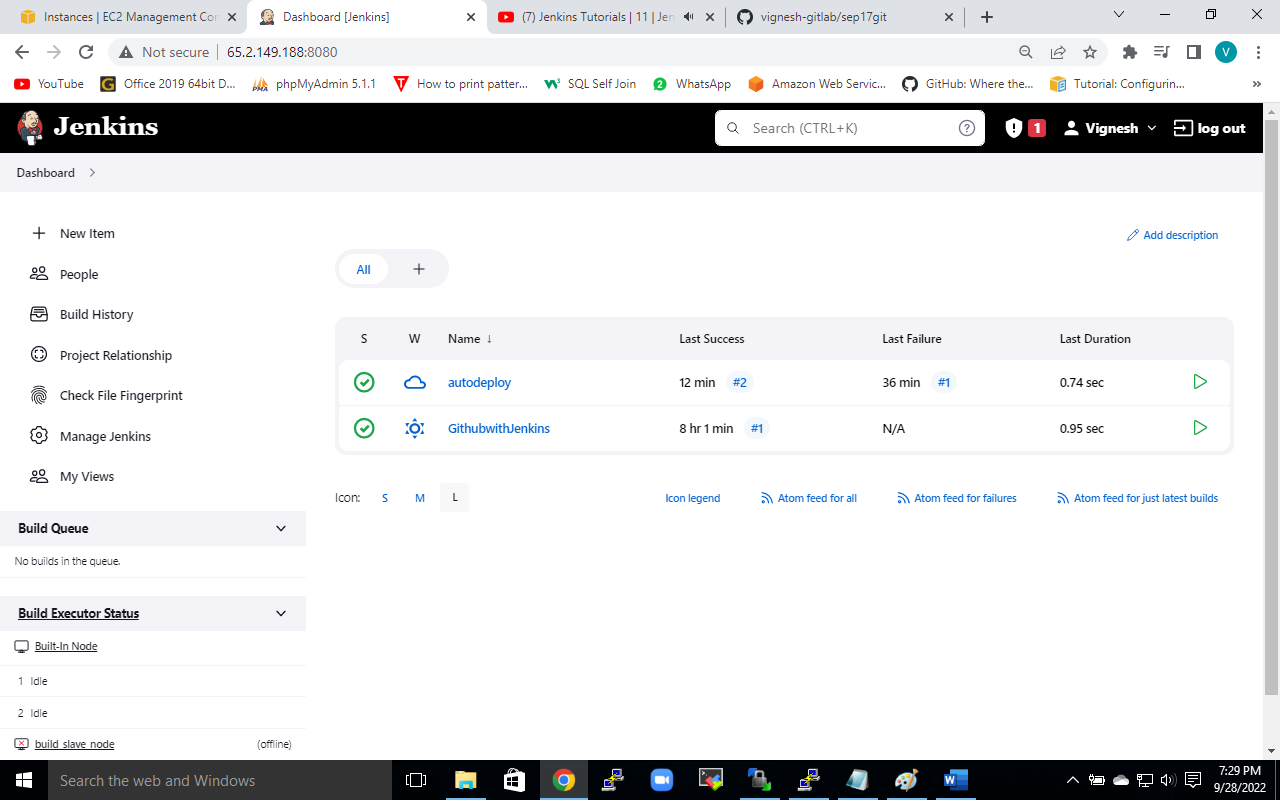 Instances | EC2 Management Con
Dashboard [Jenkins]
(7) Jenkins Tutorials | 11 | Jen
vignesh-gitlab/sep17git
Not secure
65.2.149.188:8080
V
YouTube
Office 2019 64bit D...
phpMyAdmin 5.1.1
How to print patter...
SQL Self Join
2
WhatsApp
Amazon Web Servic...
GitHub: Where the...
Tutorial: Configurin...
»
Jenkins
Search (CTRL+K)
1
Vignesh
log out
Dashboard
New Item
People
Build History
Project Relationship
Check File Fingerprint
Manage Jenkins
My Views
Add description
All
+
S W Name ↓ Last Success Last Failure Last Duration
autodeploy 12 min #2 36 min #1 0.74 sec
GithubwithJenkins 8 hr 1 min #1 N/A 0.95 sec
Icon: S M L
Icon legend
Atom feed for all
Atom feed for failures
Atom feed for just latest builds
Build Queue
No builds in the queue.
Build Executor Status
Built-In Node
1 Idle
2 Idle
build slave node (offline)
Search the web and Windows
7:29 PM
9/28/2022